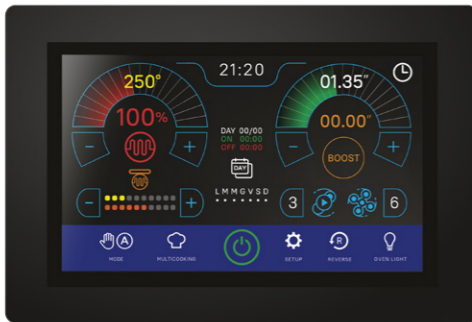 21:20
250°
100%
- +
DAY 00/00
ON 00:00
OFF 00:00
DAY
L M M G V S D
01.35"
00.00"
BOOST
- +
- +
3 6
A
MODE
MULTICOOKING
SETUP
R
REVERSE
OVEN LIGHT